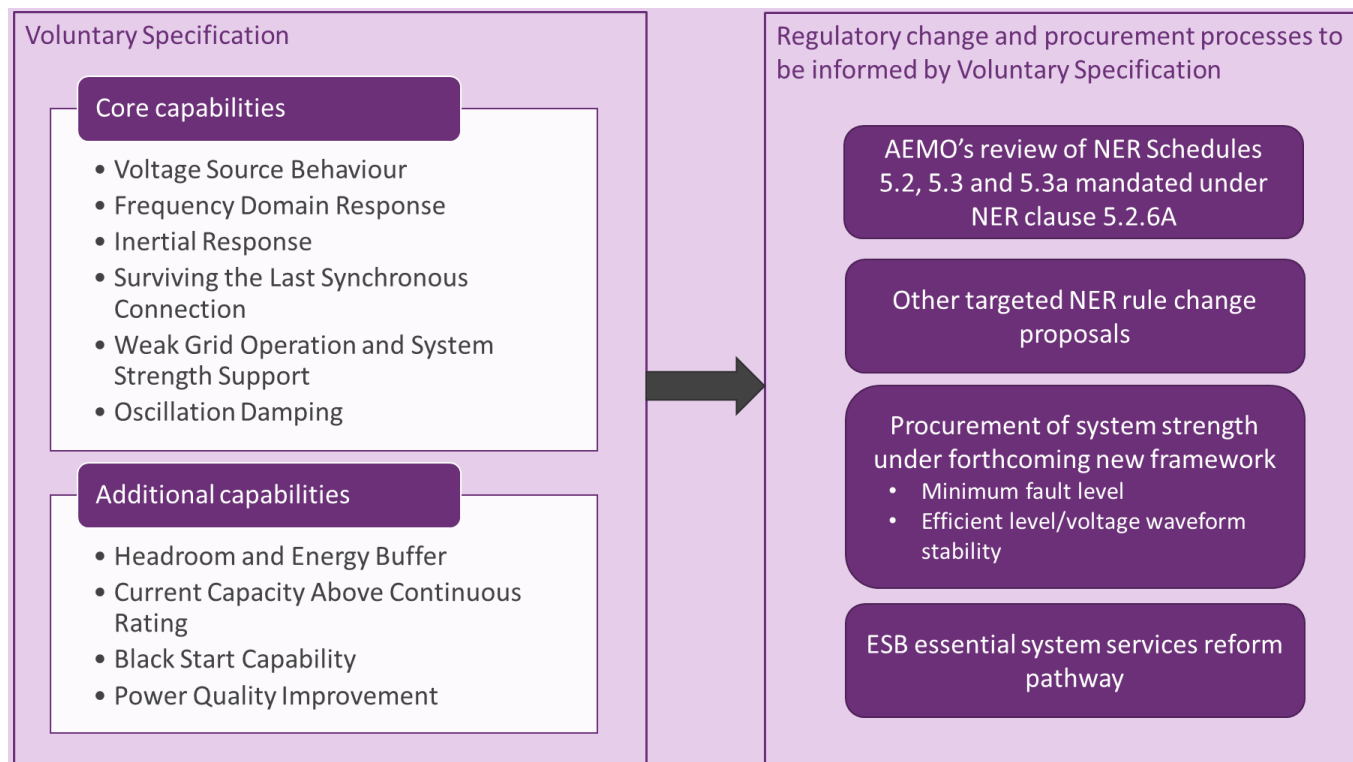 Voluntary Specification
Core capabilities
• Voltage Source Behaviour
• Frequency Domain Response
• Inertial Response
• Surviving the Last Synchronous
Connection
• Weak Grid Operation and System
Strength Support
• Oscillation Damping
Additional capabilities
• Headroom and Energy Buffer
• Current Capacity Above Continuous
Rating
• Black Start Capability
• Power Quality Improvement
Regulatory change and procurement processes to
be informed by Voluntary Specification
AEMO's review of NER Schedules
5.2, 5.3 and 5.3a mandated under
NER clause 5.2.6A
Other targeted NER rule change
proposals
Procurement of system strength
under forthcoming new framework
• Minimum fault level
• Efficient level/voltage waveform
stability
ESB essential system services reform
pathway